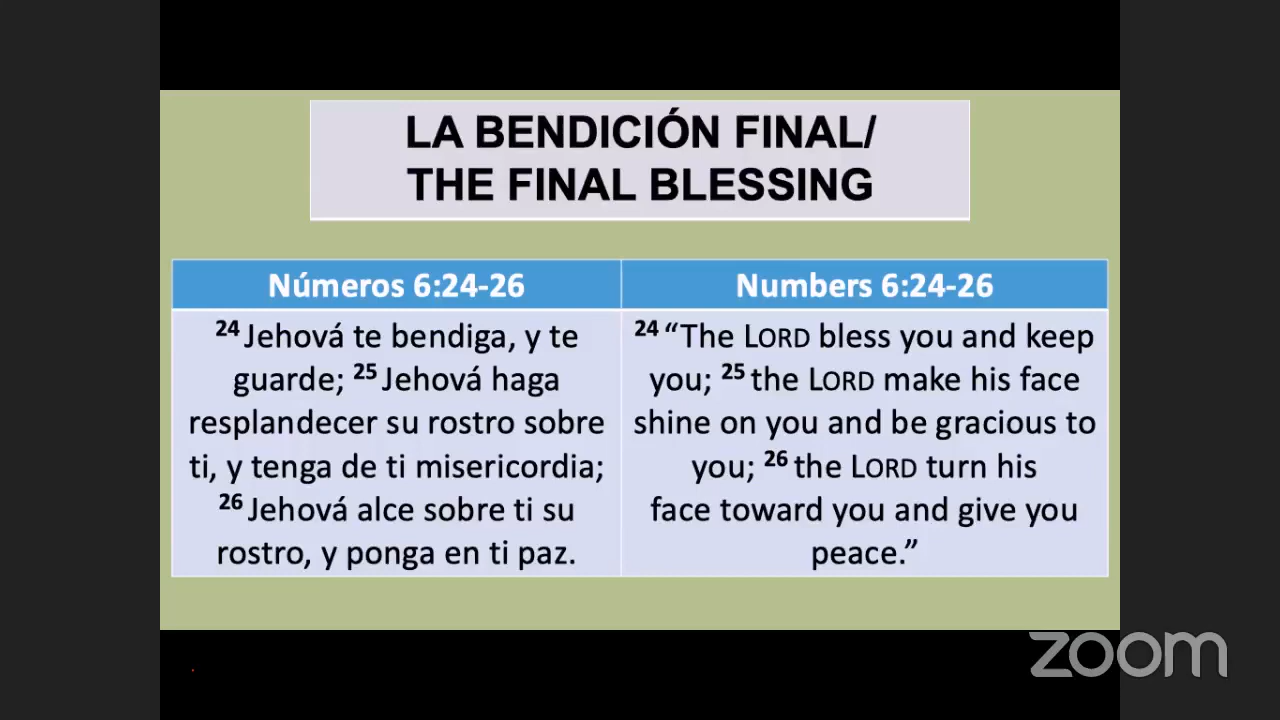 LA BENDICIÓN FINAL/
THE FINAL BLESSING
Números 6:24-26
24 Jehová te bendiga, y te
guarde; 25 Jehová haga
resplandecer su rostro sobre
ti, y tenga de ti misericordia;
26 Jehová alce sobre ti su
rostro, y ponga en ti paz.
Numbers 6:24-26
24 “The LORD bless you and keep
you; 25 the LORD make his face
shine on you and be gracious to
you; 26 the LORD turn his
face toward you and give you
peace.”
zoom